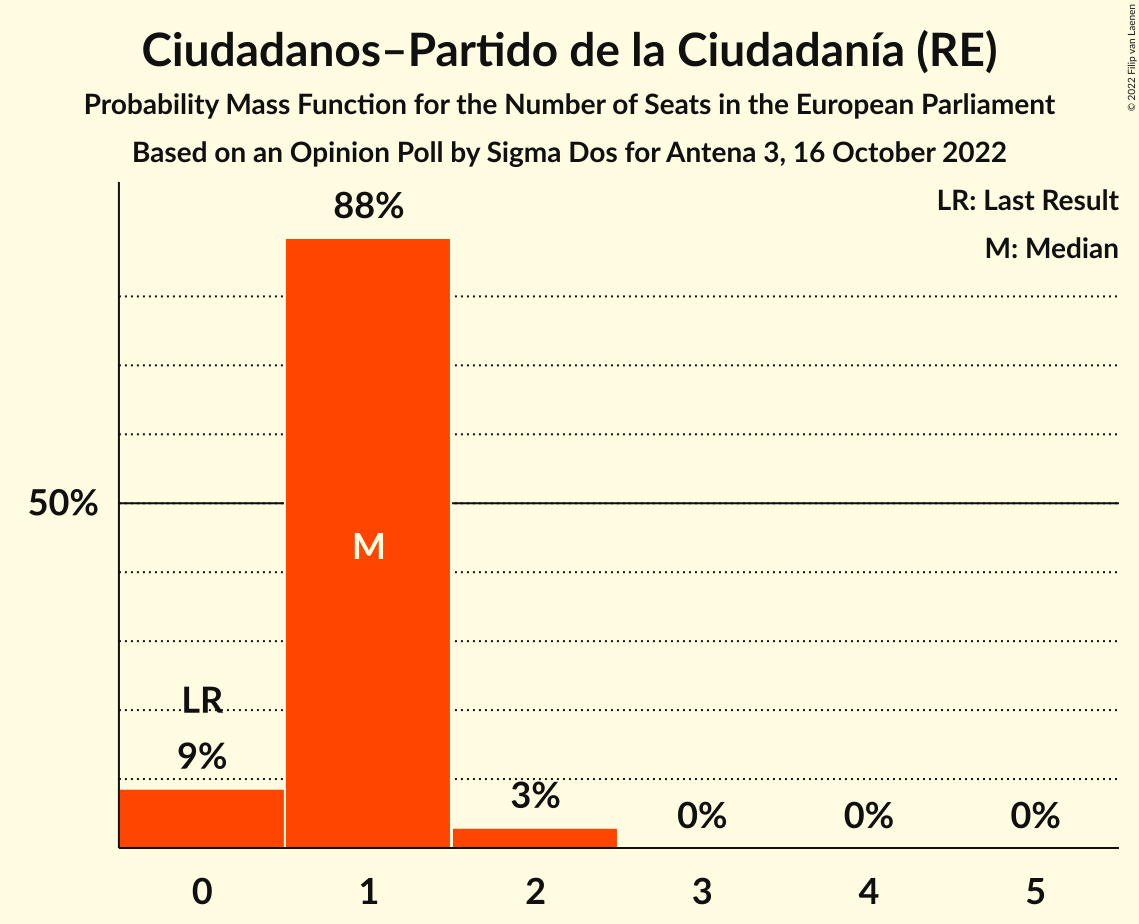 Ciudadanos–Partido de la Ciudadanía (RE)
Probability Mass Function for the Number of Seats in the European Parliament
Based on an Opinion Poll by Sigma Dos for Antena 3, 16 October 2022
© 2022 Filip van Laenen
LR: Last Result
M: Median
88%
50%
M
LR
9%
3%
0%
0%
0%
0
1
2
3
4
5